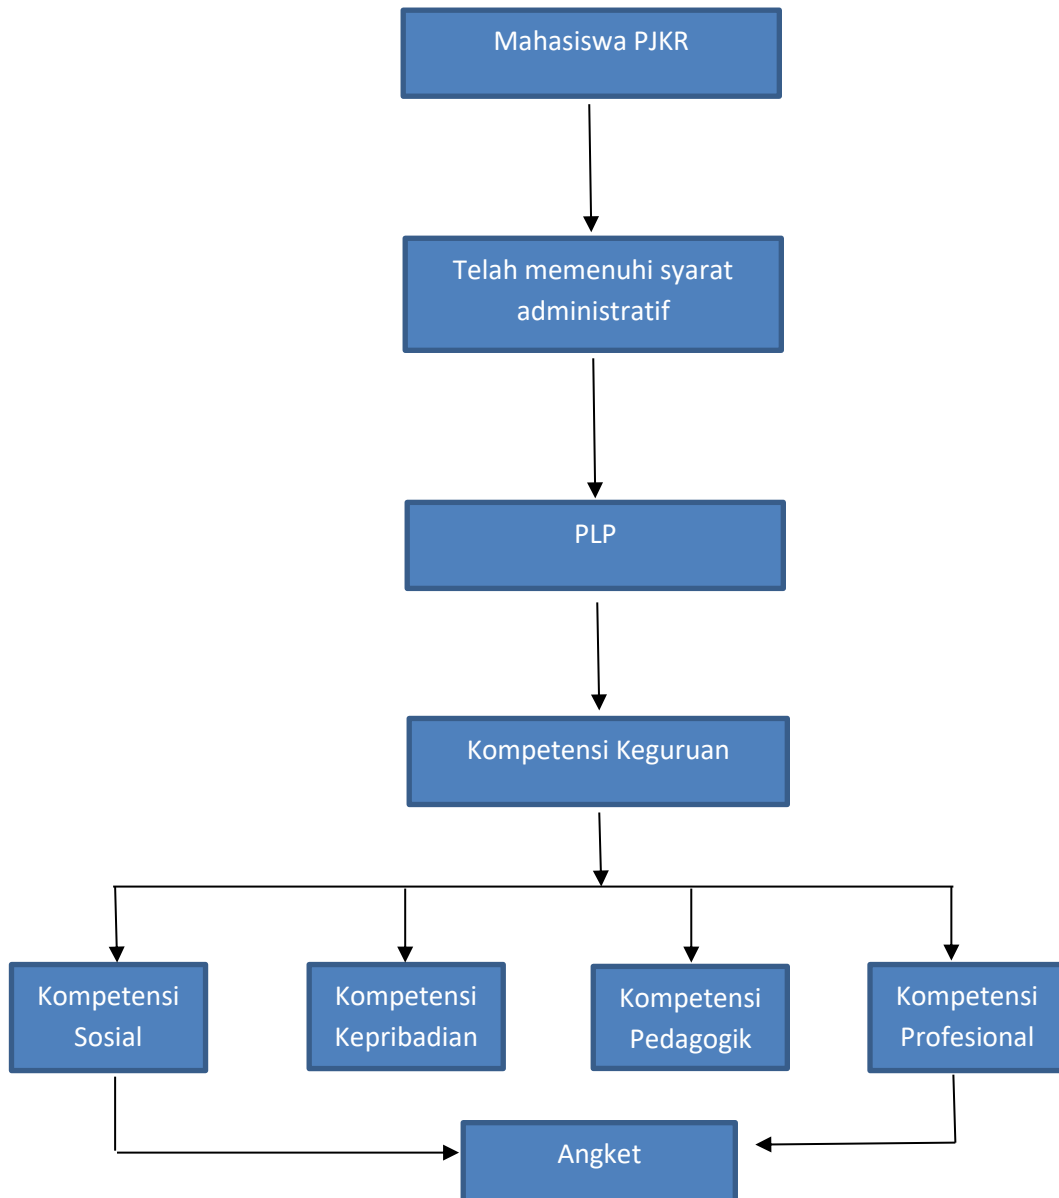 Mahasiswa PJKR
Telah memenuhi syarat
administratif
PLP
Kompetensi Keguruan
Kompetensi
Sosial
Kompetensi
Kepribadian
Kompetensi
Pedagogik
Kompetensi
Profesional
Angket